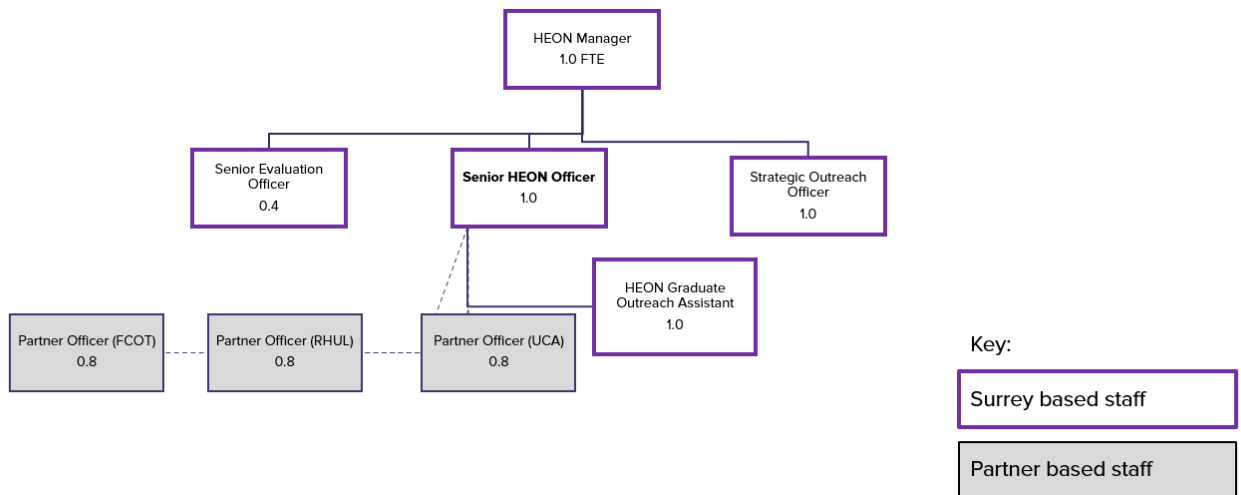 HEON Manager
1.0 FTE
Senior Evaluation
Officer
0.4
Senior HEON Officer
1.0
Strategic Outreach
Officer
1.0
HEON Graduate
Outreach Assistant
1.0
Partner Officer (FCOT)
0.8
Partner Officer (RHUL)
0.8
Partner Officer (UCA)
0.8
Key:
Surrey based staff
Partner based staff